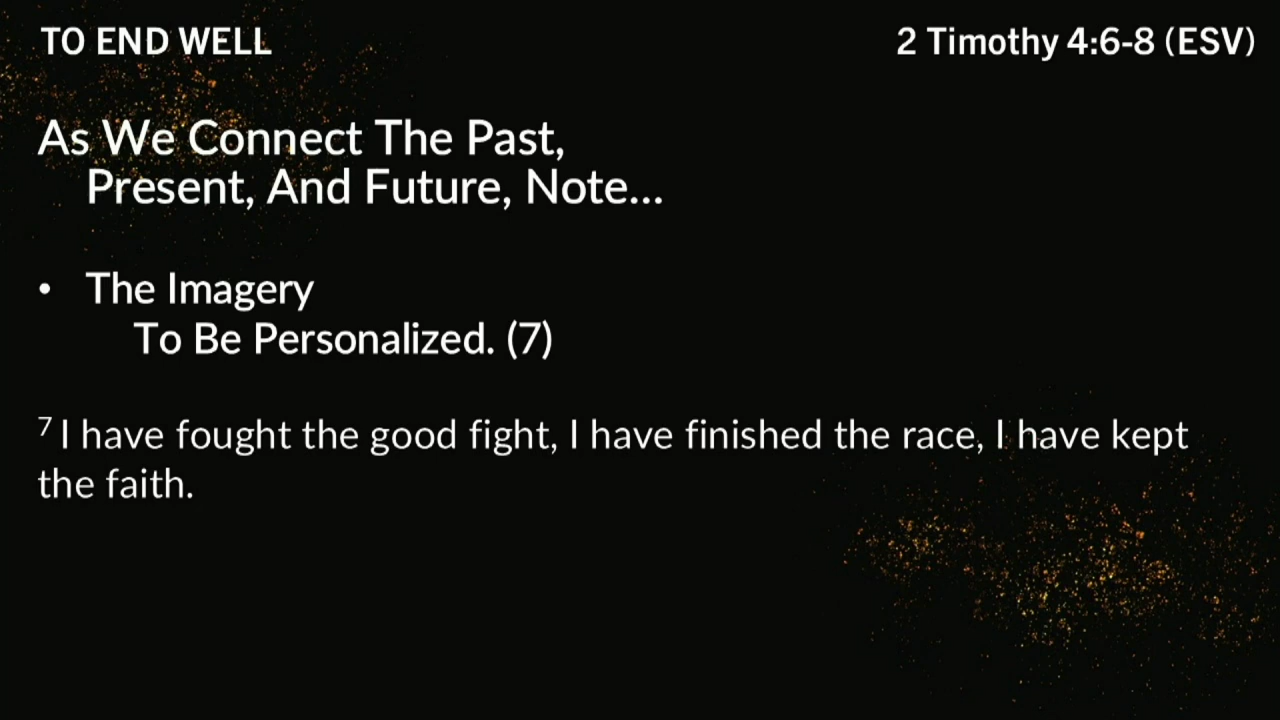 TO END WELL
2 Timothy 4:6-8 (ESV)
As We Connect The Past,
Present, And Future, Note...
• The Imagery
To Be Personalized. (7)
7 I have fought the good fight, I have finished the race, I have kept
the faith.